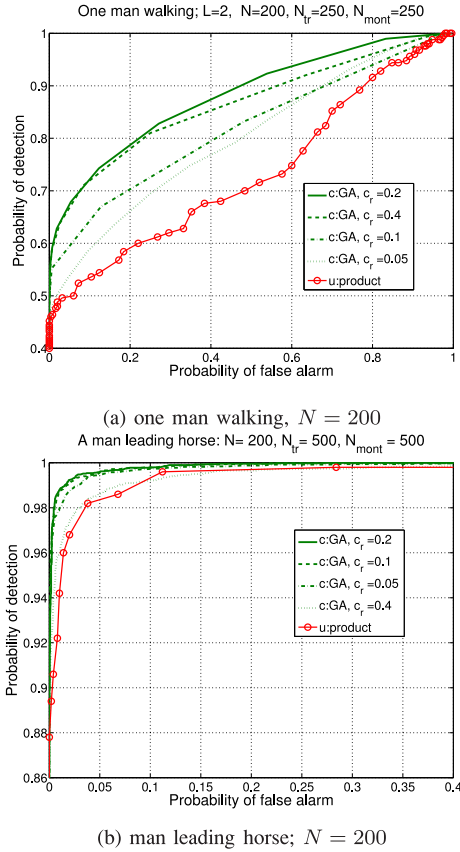 One man walking; L=2, N=200, N_tr=250, N_mont=250
Probability of detection
1
0.9
0.8
0.7
0.6
0.5
0.4
c:GA, c_r=0.2
c:GA, c_r=0.4
c:GA, c_r=0.1
c:GA, c_r=0.05
u:product
0 0.2 0.4 0.6 0.8 1
Probability of false alarm
(a) one man walking, N = 200
A man leading horse: N= 200, N_tr= 500, N_mont= 500
Probability of detection
1
0.98
0.96
0.94
0.92
0.9
0.88
0.86
c:GA, c_r=0.2
c:GA, c_r=0.1
c:GA, c_r=0.05
c:GA, c_r=0.4
u:product
0 0.05 0.1 0.15 0.2 0.25 0.3 0.35 0.4
Probability of false alarm
(b) man leading horse; N = 200